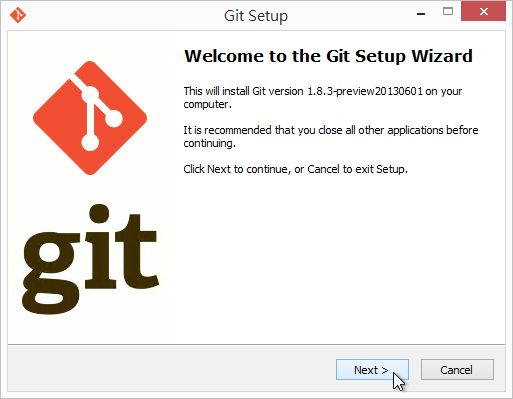 Git Setup
Welcome to the Git Setup Wizard
This will install Git version 1.8.3-preview20130601 on your
computer.
It is recommended that you close all other applications before
continuing.
Click Next to continue, or Cancel to exit Setup.
git
Next >
Cancel